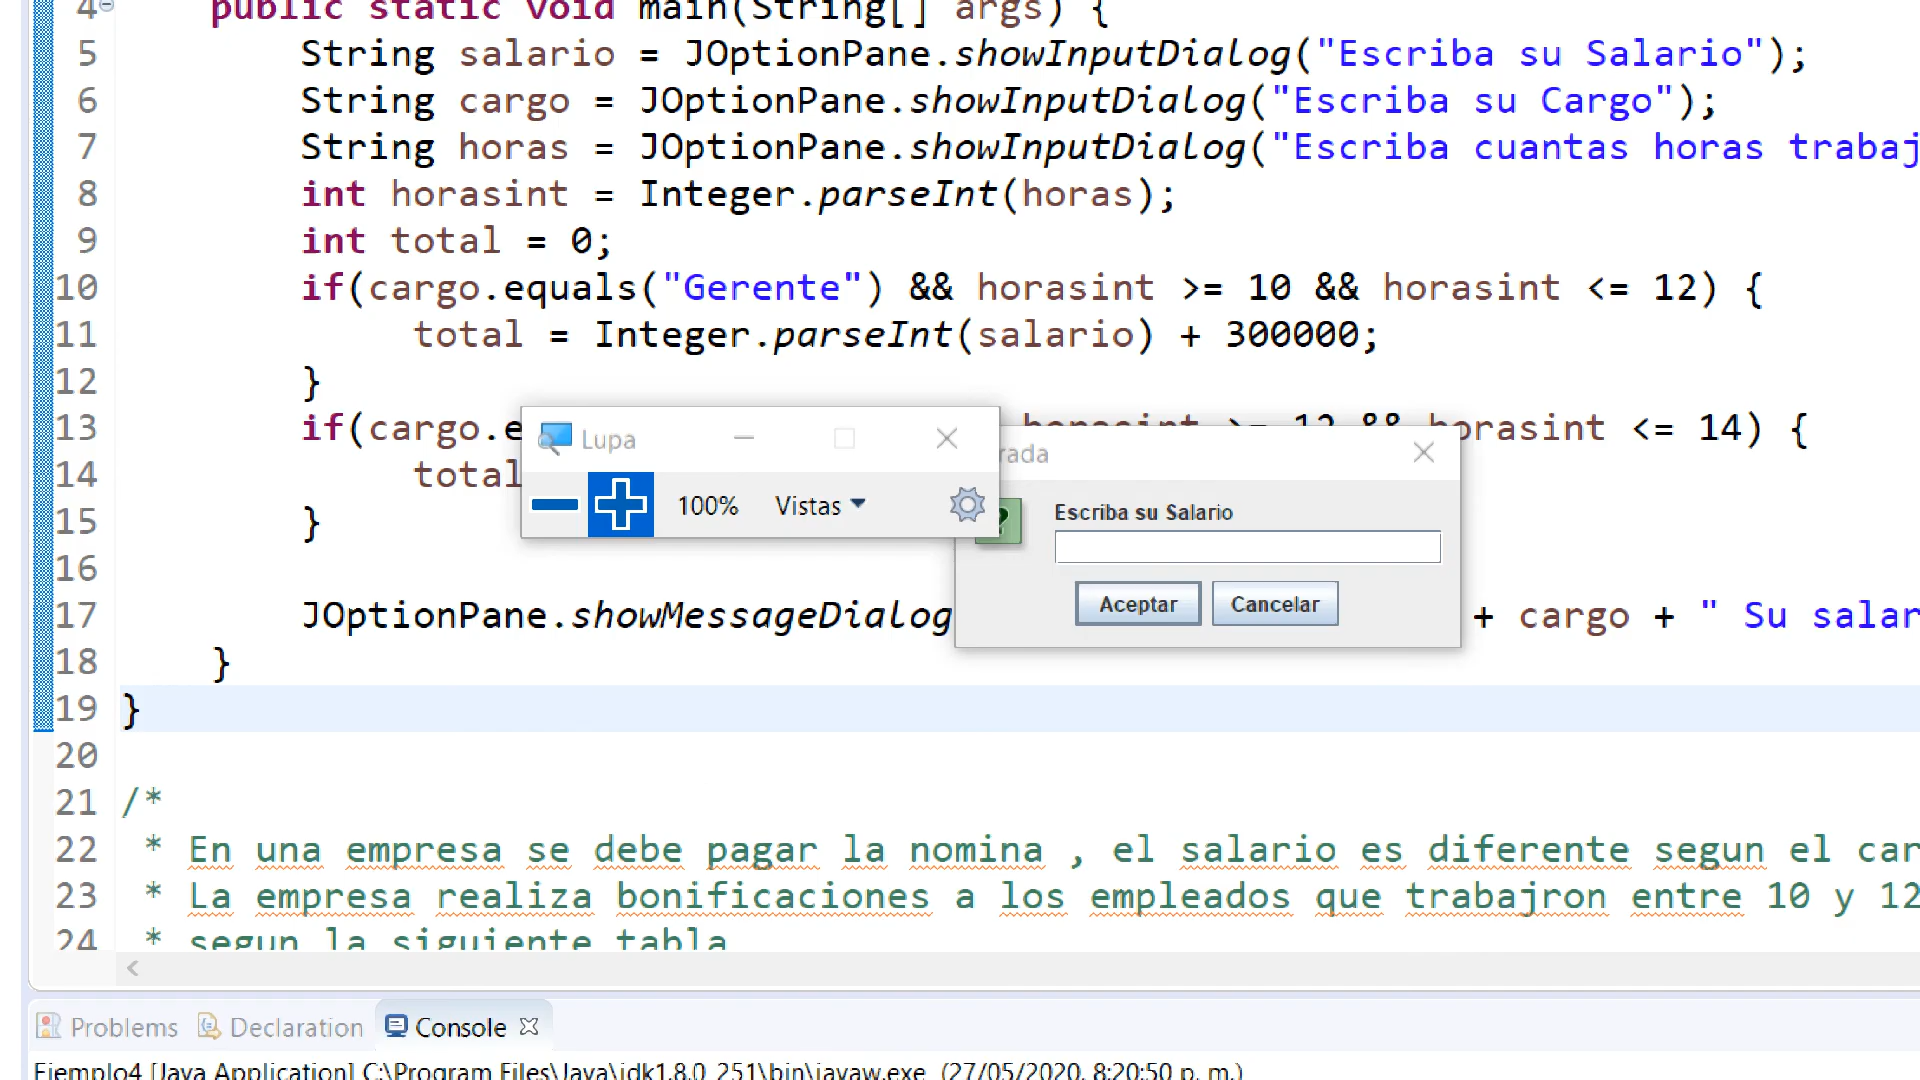 4 public static void main(String[] args) {
5 String salario = JOptionPane.showInputDialog("Escriba su Salario");
6 String cargo = JOptionPane.showInputDialog("Escriba su Cargo");
7 String horas = JOptionPane.showInputDialog("Escriba cuantas horas trabaj
8 int horasint = Integer.parseInt(horas);
9 int total = 0;
10 if(cargo.equals("Gerente") && horasint >= 10 && horasint <= 12) {
11 total = Integer.parseInt(salario) + 300000;
12 }
13 if(cargo.e horasint >= 12 && horasint <= 14) {
Lupa
rada
14 total
100% Vistas
Escriba su Salario
15 }
16
Aceptar Cancelar
17 JOptionPane.showMessageDialog + cargo + " Su salar
18 }
19 }
20
21 /*
22 * En una empresa se debe pagar la nomina , el salario es diferente segun el car
23 * La empresa realiza bonificaciones a los empleados que trabajron entre 10 y 12
24 * segun la siguiente tabla
Problems Declaration Console
Ejemplo4 [Java Application] C:\Program Files\Java\jdk1.8.0_251\bin\javaw.exe (27/05/2020, 8:20:50 p. m.)